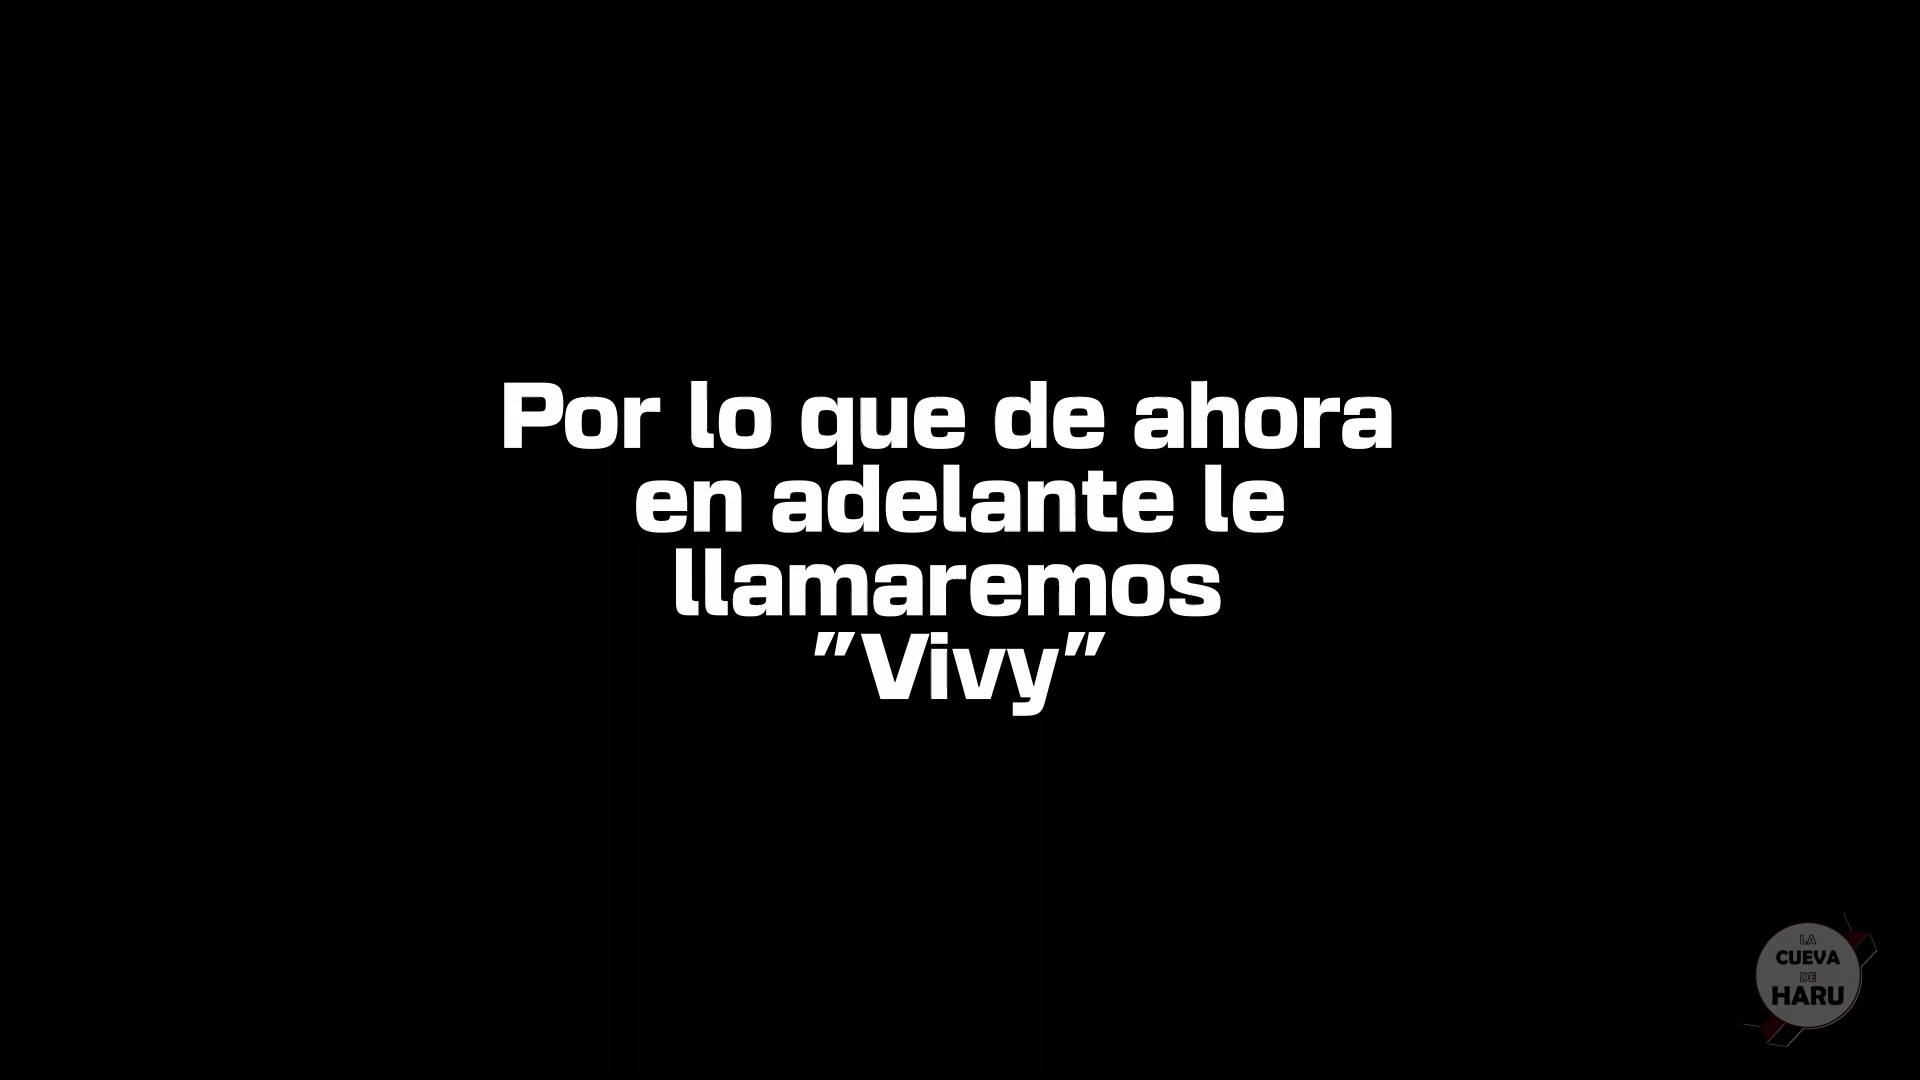 Por lo que de ahora
en adelante le
llamaremos
"Vivy"
LA
CUEVA
DE
HARU